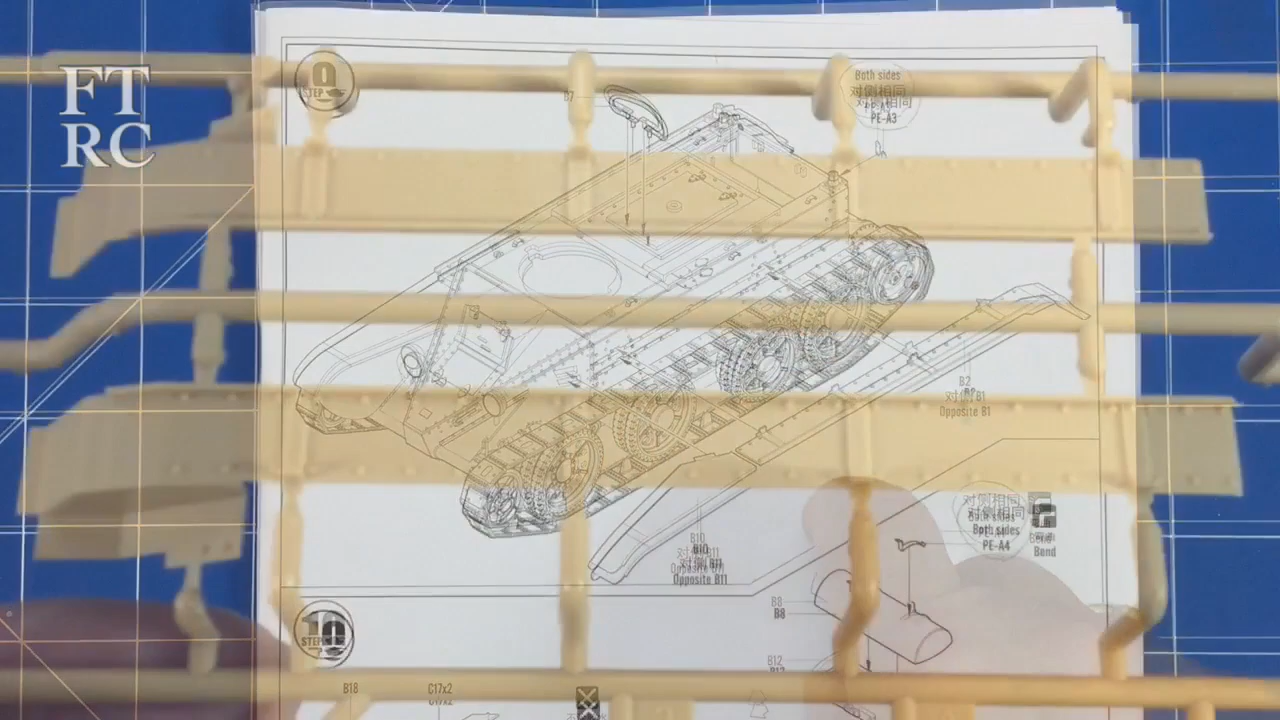 FT
RC
9
STEP
B7
Both sides
对侧相同
PE-A3
B2
对侧B1
Opposite B1
B10
对侧B11
Opposite B11
对侧相同
Both sides
PE-A4
Bend
10
STEP
B8
B12
B18
C17x2